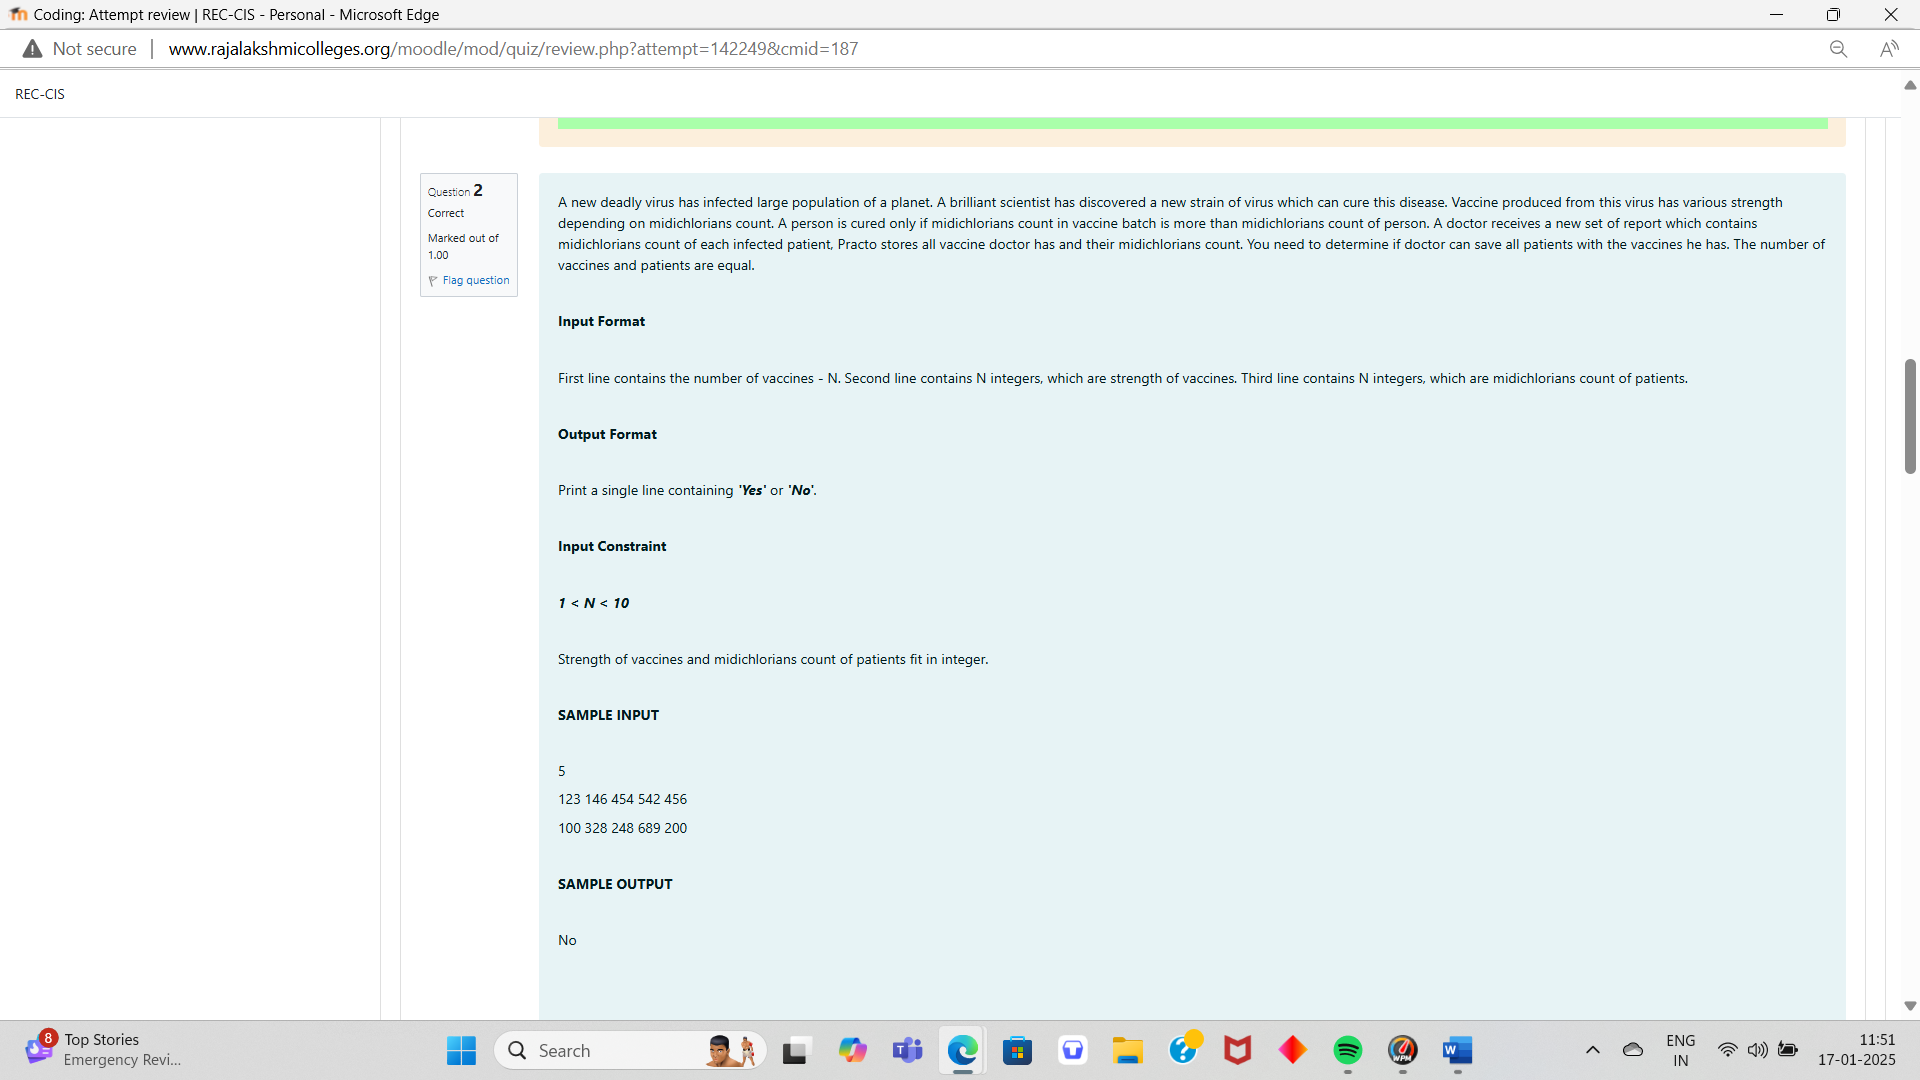 Coding: Attempt review | REC-CIS - Personal - Microsoft Edge
Not secure | www.rajalakshmicolleges.org/moodle/mod/quiz/review.php?attempt=142249&cmid=187
REC-CIS
Question 2
Correct
Marked out of
1.00
Flag question
A new deadly virus has infected large population of a planet. A brilliant scientist has discovered a new strain of virus which can cure this disease. Vaccine produced from this virus has various strength
depending on midichlorians count. A person is cured only if midichlorians count in vaccine batch is more than midichlorians count of person. A doctor receives a new set of report which contains
midichlorians count of each infected patient, Practo stores all vaccine doctor has and their midichlorians count. You need to determine if doctor can save all patients with the vaccines he has. The number of
vaccines and patients are equal.
Input Format
First line contains the number of vaccines - N. Second line contains N integers, which are strength of vaccines. Third line contains N integers, which are midichlorians count of patients.
Output Format
Print a single line containing 'Yes' or 'No'.
Input Constraint
1 < N < 10
Strength of vaccines and midichlorians count of patients fit in integer.
SAMPLE INPUT
5
123 146 454 542 456
100 328 248 689 200
SAMPLE OUTPUT
No
8
Top Stories
Emergency Revi...
Search
WPM
ENG
IN
11:51
17-01-2025